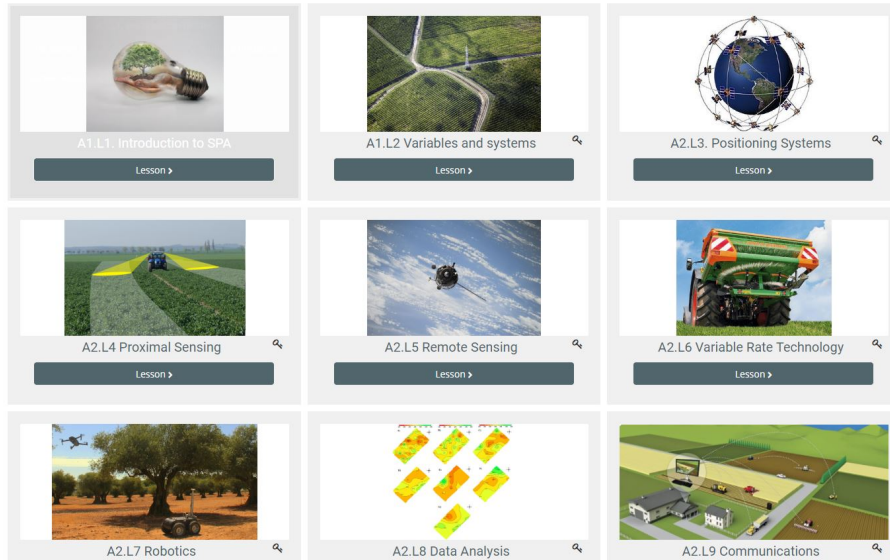 A1.L1. Introduction to SPA
A1.L2 Variables and systems
A2.L3. Positioning Systems
Lesson >
Lesson >
Lesson >
A2.L4 Proximal Sensing
A2.L5 Remote Sensing
A2.L6 Variable Rate Technology
Lesson >
Lesson >
Lesson >
A2.L7 Robotics
A2.L8 Data Analysis
A2.L9 Communications